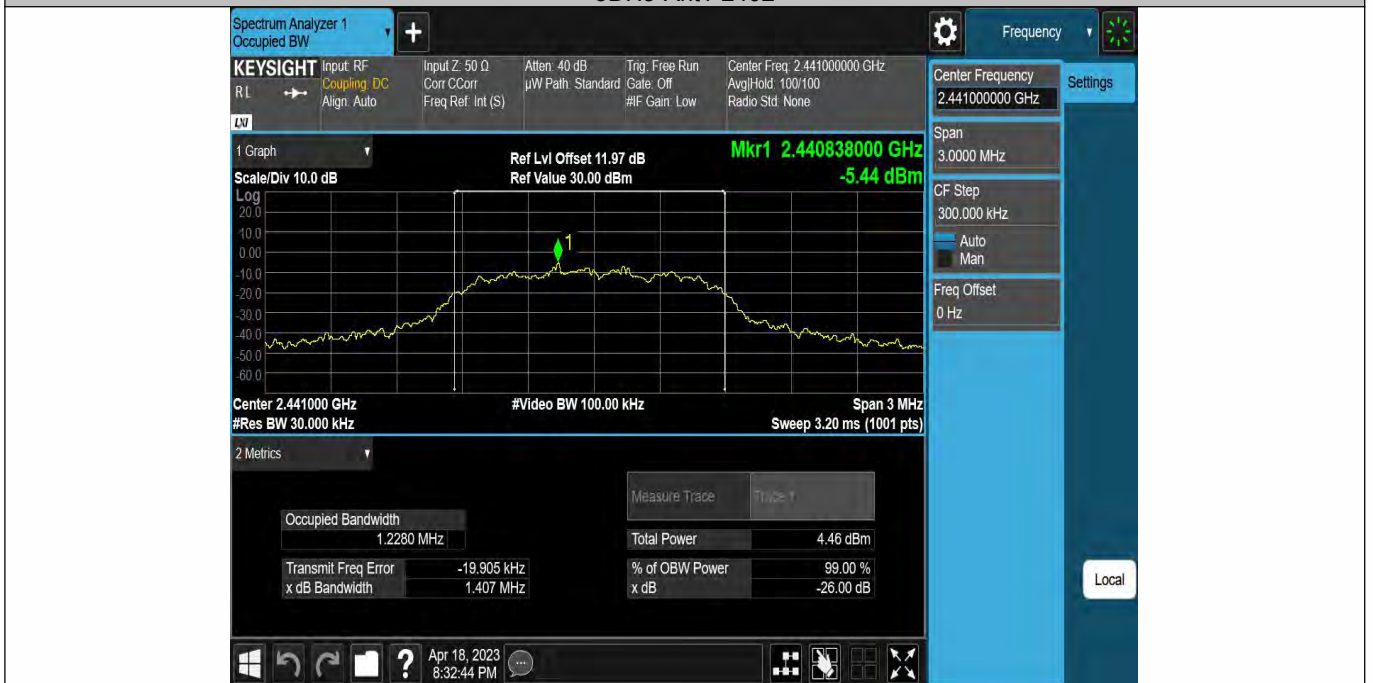 Spectrum Analyzer 1
Occupied BW
Frequency
KEYSIGHT
R L
LXI
Input: RF
Coupling: DC
Align: Auto
Input Z: 50 Ω
Corr CCorr
Freq Ref: Int (S)
Atten: 40 dB
µW Path: Standard
Trig: Free Run
Gate: Off
#IF Gain: Low
Center Freq: 2.441000000 GHz
Avg|Hold: 100/100
Radio Std: None
Center Frequency
2.441000000 GHz
Settings
Span
3.0000 MHz
CF Step
300.000 kHz
Auto
Man
Freq Offset
0 Hz
1 Graph
Scale/Div 10.0 dB
Ref Lvl Offset 11.97 dB
Ref Value 30.00 dBm
Mkr1 2.440838000 GHz
-5.44 dBm
Log
20.0
10.0
0.00
-10.0
-20.0
-30.0
-40.0
-50.0
-60.0
1
Center 2.441000 GHz
#Video BW 100.00 kHz
Span 3 MHz
#Res BW 30.000 kHz
Sweep 3.20 ms (1001 pts)
2 Metrics
Measure Trace
Trace 1
Occupied Bandwidth
1.2280 MHz
Total Power
4.46 dBm
Transmit Freq Error
-19.905 kHz
% of OBW Power
99.00 %
x dB Bandwidth
1.407 MHz
x dB
-26.00 dB
Local
?
Apr 18, 2023
8:32:44 PM